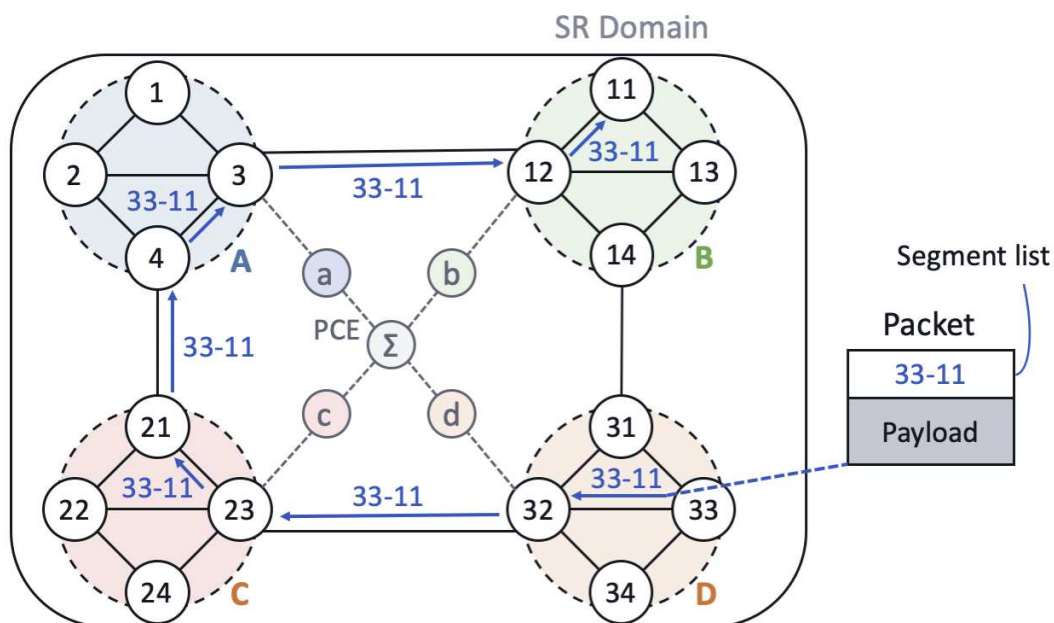 SR Domain
1
11
2
3
33-11
12
33-11
13
33-11
4
A
14
B
a
b
Segment list
PCE
Σ
Packet
33-11
33-11
c
d
Payload
21
31
22
33-11
23
33-11
32
33-11
33
24
C
34
D